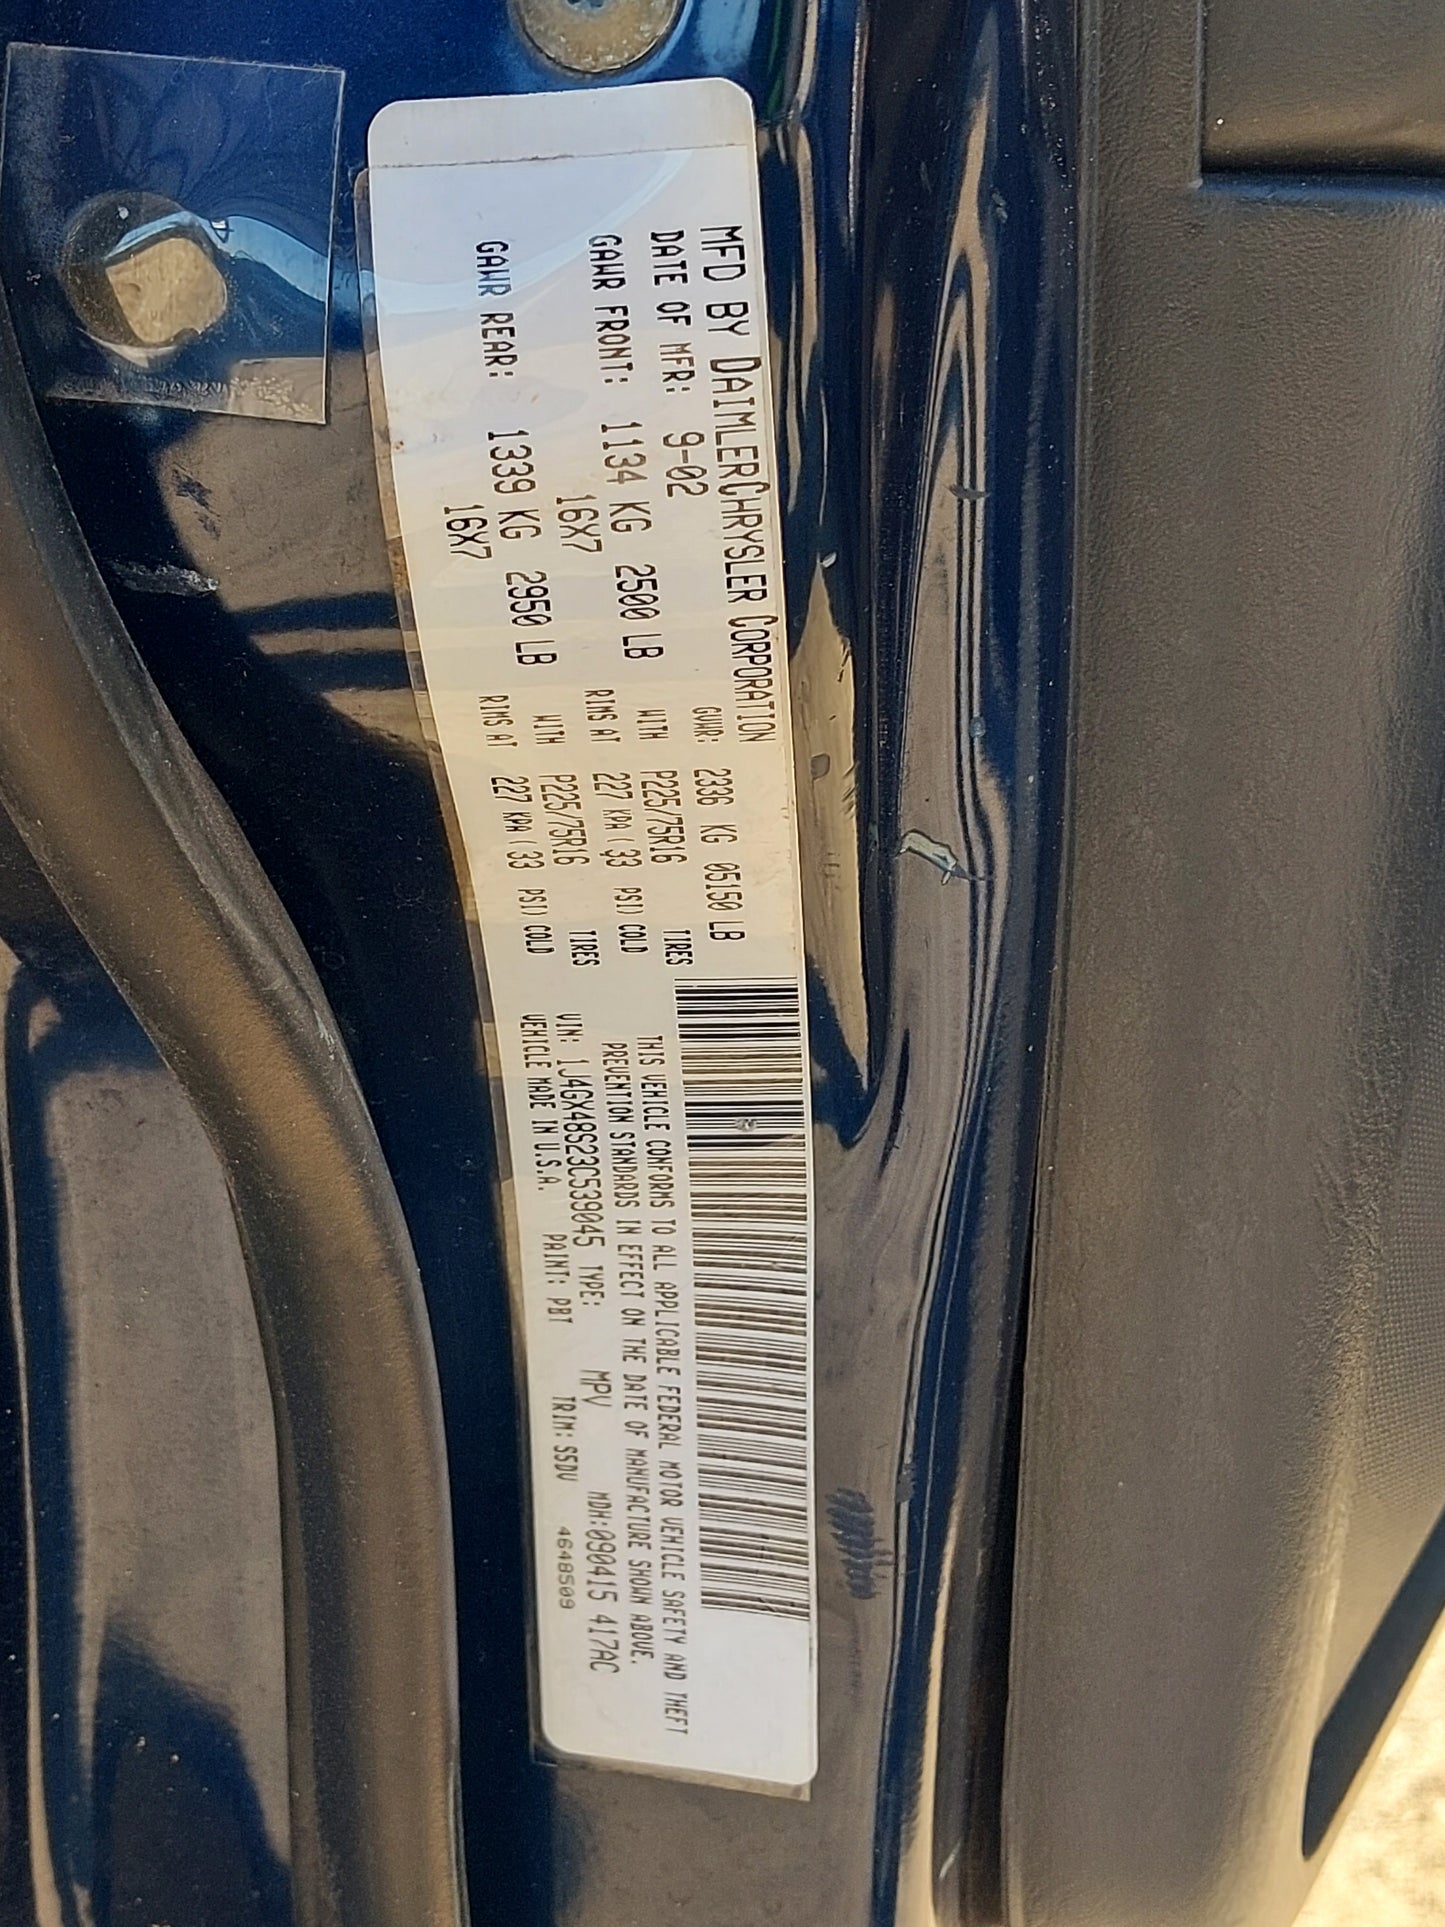 MFD BY DAIMLERCHRYSLER CORPORATION
DATE OF MFR: 9-02 GVWR: 2336 KG 05150 LB
GAWR FRONT: 1134 KG 2500 LB WITH P225/75R16 TIRES
16X7 RIMS AT 227 KPA ( 33 PSI) COLD
GAWR REAR: 1339 KG 2950 LB WITH P225/75R16 TIRES
16X7 RIMS AT 227 KPA ( 33 PSI) COLD
THIS VEHICLE CONFORMS TO ALL APPLICABLE FEDERAL MOTOR VEHICLE SAFETY AND THEFT
PREVENTION STANDARDS IN EFFECT ON THE DATE OF MANUFACTURE SHOWN ABOVE.
VIN: 1J4GX48S23C539045 TYPE: MPV MDH:090415 417AC
VEHICLE MADE IN U.S.A. PAINT: PBT TRIM: S5DV 4648509